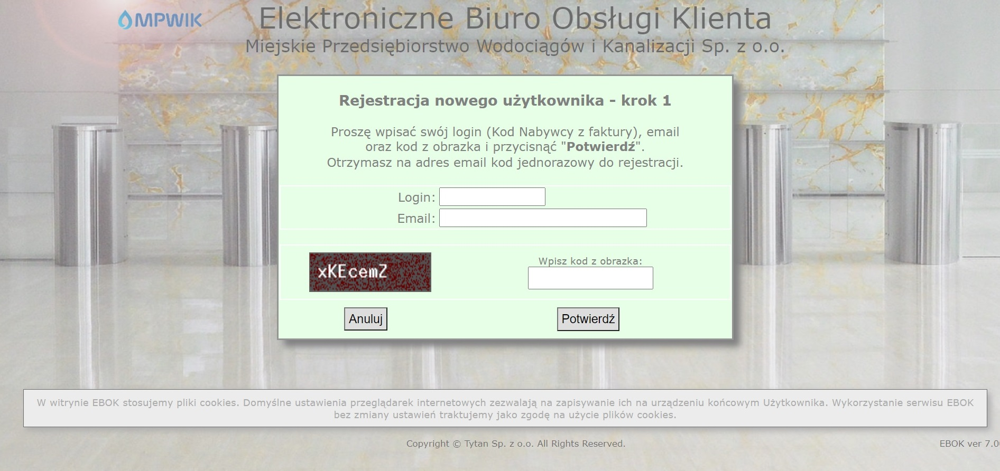 MPWIK
Elektroniczne Biuro Obsługi Klienta
Miejskie Przedsiębiorstwo Wodociągów i Kanalizacji Sp. z o.o.
Rejestracja nowego użytkownika - krok 1
Proszę wpisać swój login (Kod Nabywcy z faktury), email
oraz kod z obrazka i przycisnąć "Potwierdź".
Otrzymasz na adres email kod jednorazowy do rejestracji.
Login:
Email:
xKEcemZ
Wpisz kod z obrazka:
Anuluj
Potwierdź
W witrynie EBOK stosujemy pliki cookies. Domyślne ustawienia przeglądarek internetowych zezwalają na zapisywanie ich na urządzeniu końcowym Użytkownika. Wykorzystanie serwisu EBOK
bez zmiany ustawień traktujemy jako zgodę na użycie plików cookies.
Copyright © Tytan Sp. z o.o. All Rights Reserved.
EBOK ver 7.0